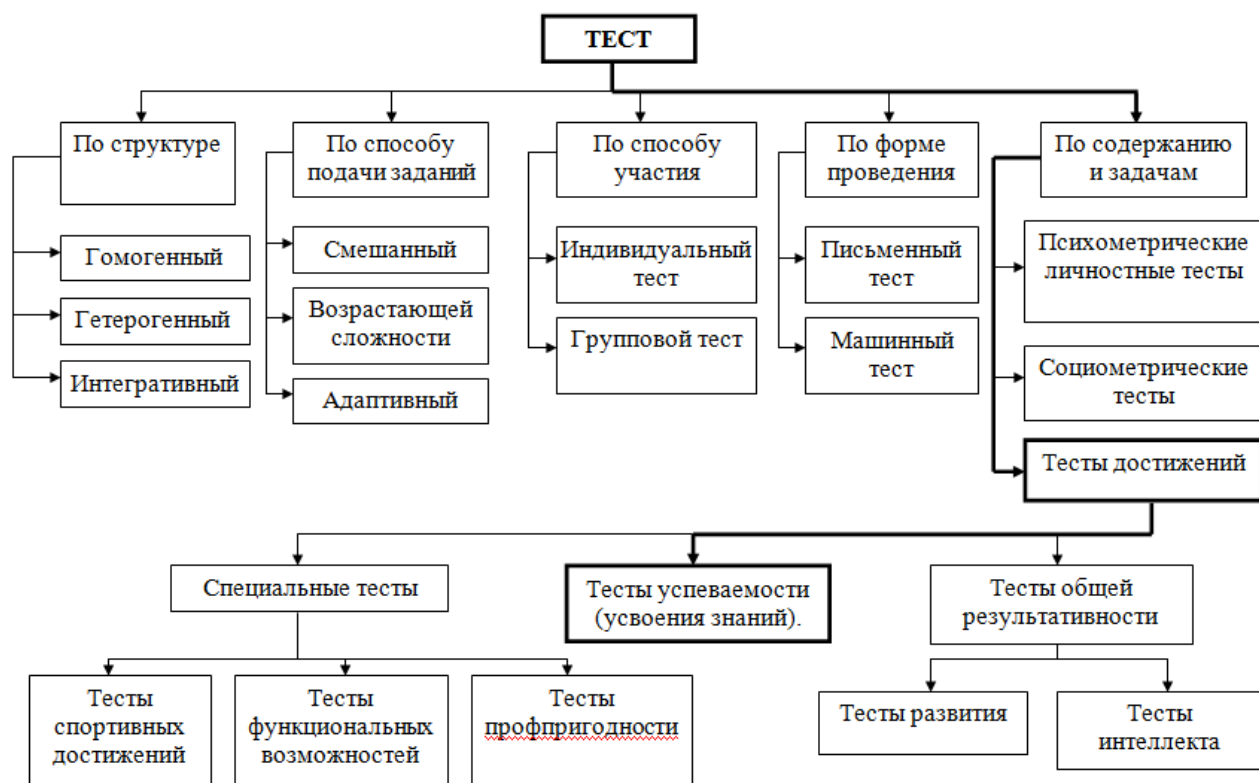 ТЕСТ
По структуре
По способу
подачи заданий
По способу
участия
По форме
проведения
По содержанию
и задачам
Гомогенный
Гетерогенный
Интегративный
Смешанный
Возрастающей
сложности
Адаптивный
Индивидуальный
тест
Групповой тест
Письменный
тест
Машинный
тест
Психометрические
личностные тесты
Социометрические
тесты
Тесты достижений
Специальные тесты
Тесты успеваемости
(усвоения знаний).
Тесты общей
результативности
Тесты
спортивных
достижений
Тесты
функциональных
возможностей
Тесты
профпригодности
Тесты развития
Тесты
интеллекта